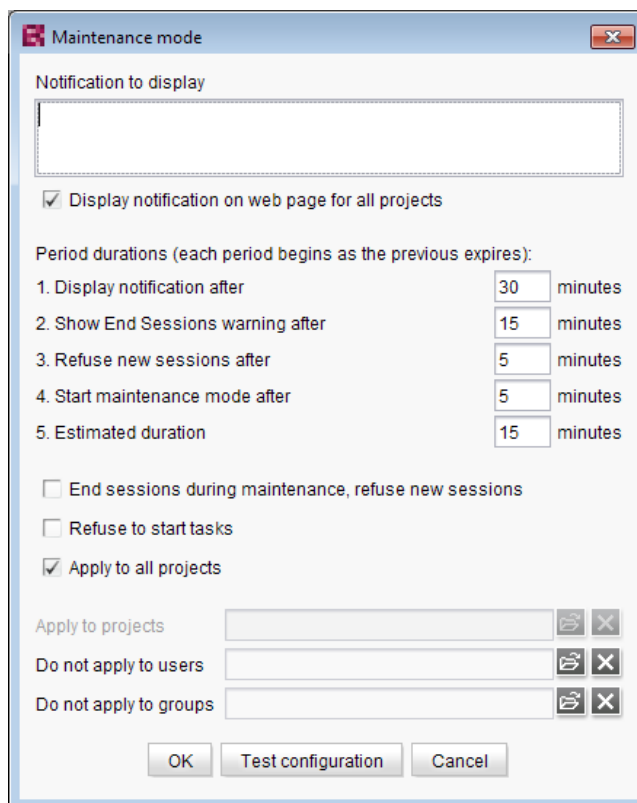 Maintenance mode
Notification to display
Display notification on web page for all projects
Period durations (each period begins as the previous expires):
1. Display notification after 30 minutes
2. Show End Sessions warning after 15 minutes
3. Refuse new sessions after 5 minutes
4. Start maintenance mode after 5 minutes
5. Estimated duration 15 minutes
End sessions during maintenance, refuse new sessions
Refuse to start tasks
Apply to all projects
Apply to projects
Do not apply to users
Do not apply to groups
OK Test configuration Cancel